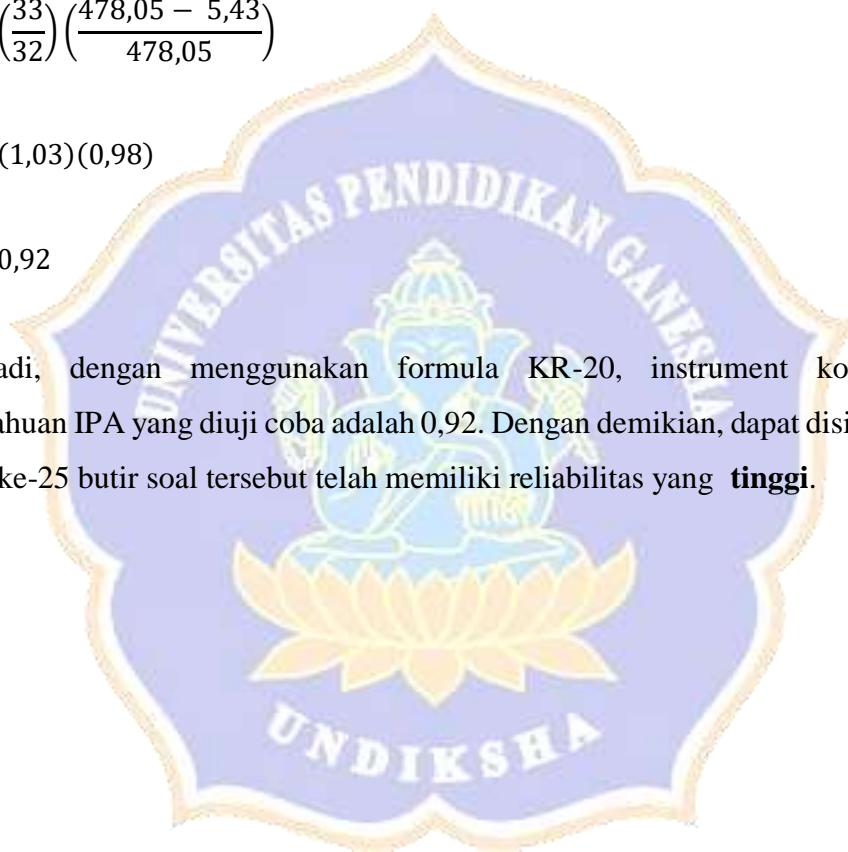 (33/32) (478,05 − 5,43 / 478,05)
(1,03)(0,98)
0,92
adi, dengan menggunakan formula KR-20, instrument ko
ahuan IPA yang diuji coba adalah 0,92. Dengan demikian, dapat disi
ke-25 butir soal tersebut telah memiliki reliabilitas yang tinggi.
UNIVERSITAS PENDIDIKAN GANESHA
UNDIKSHA